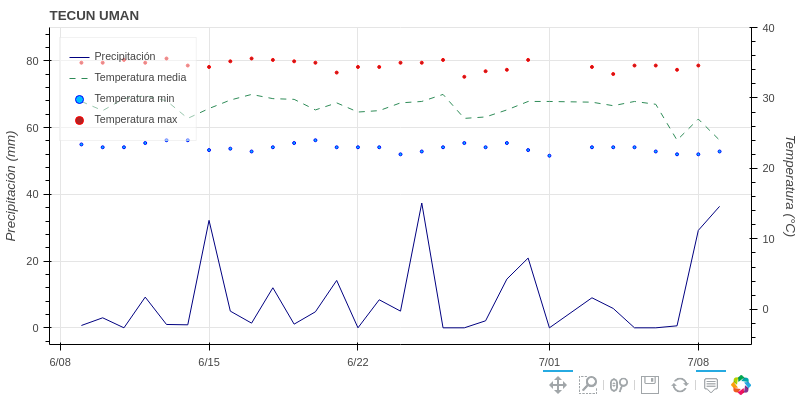 TECUN UMAN
Precipitación
Temperatura media
Temperatura min
Temperatura max
Precipitación (mm)
80
60
40
20
0
Temperatura (°C)
40
30
20
10
0
6/08
6/15
6/22
7/01
7/08